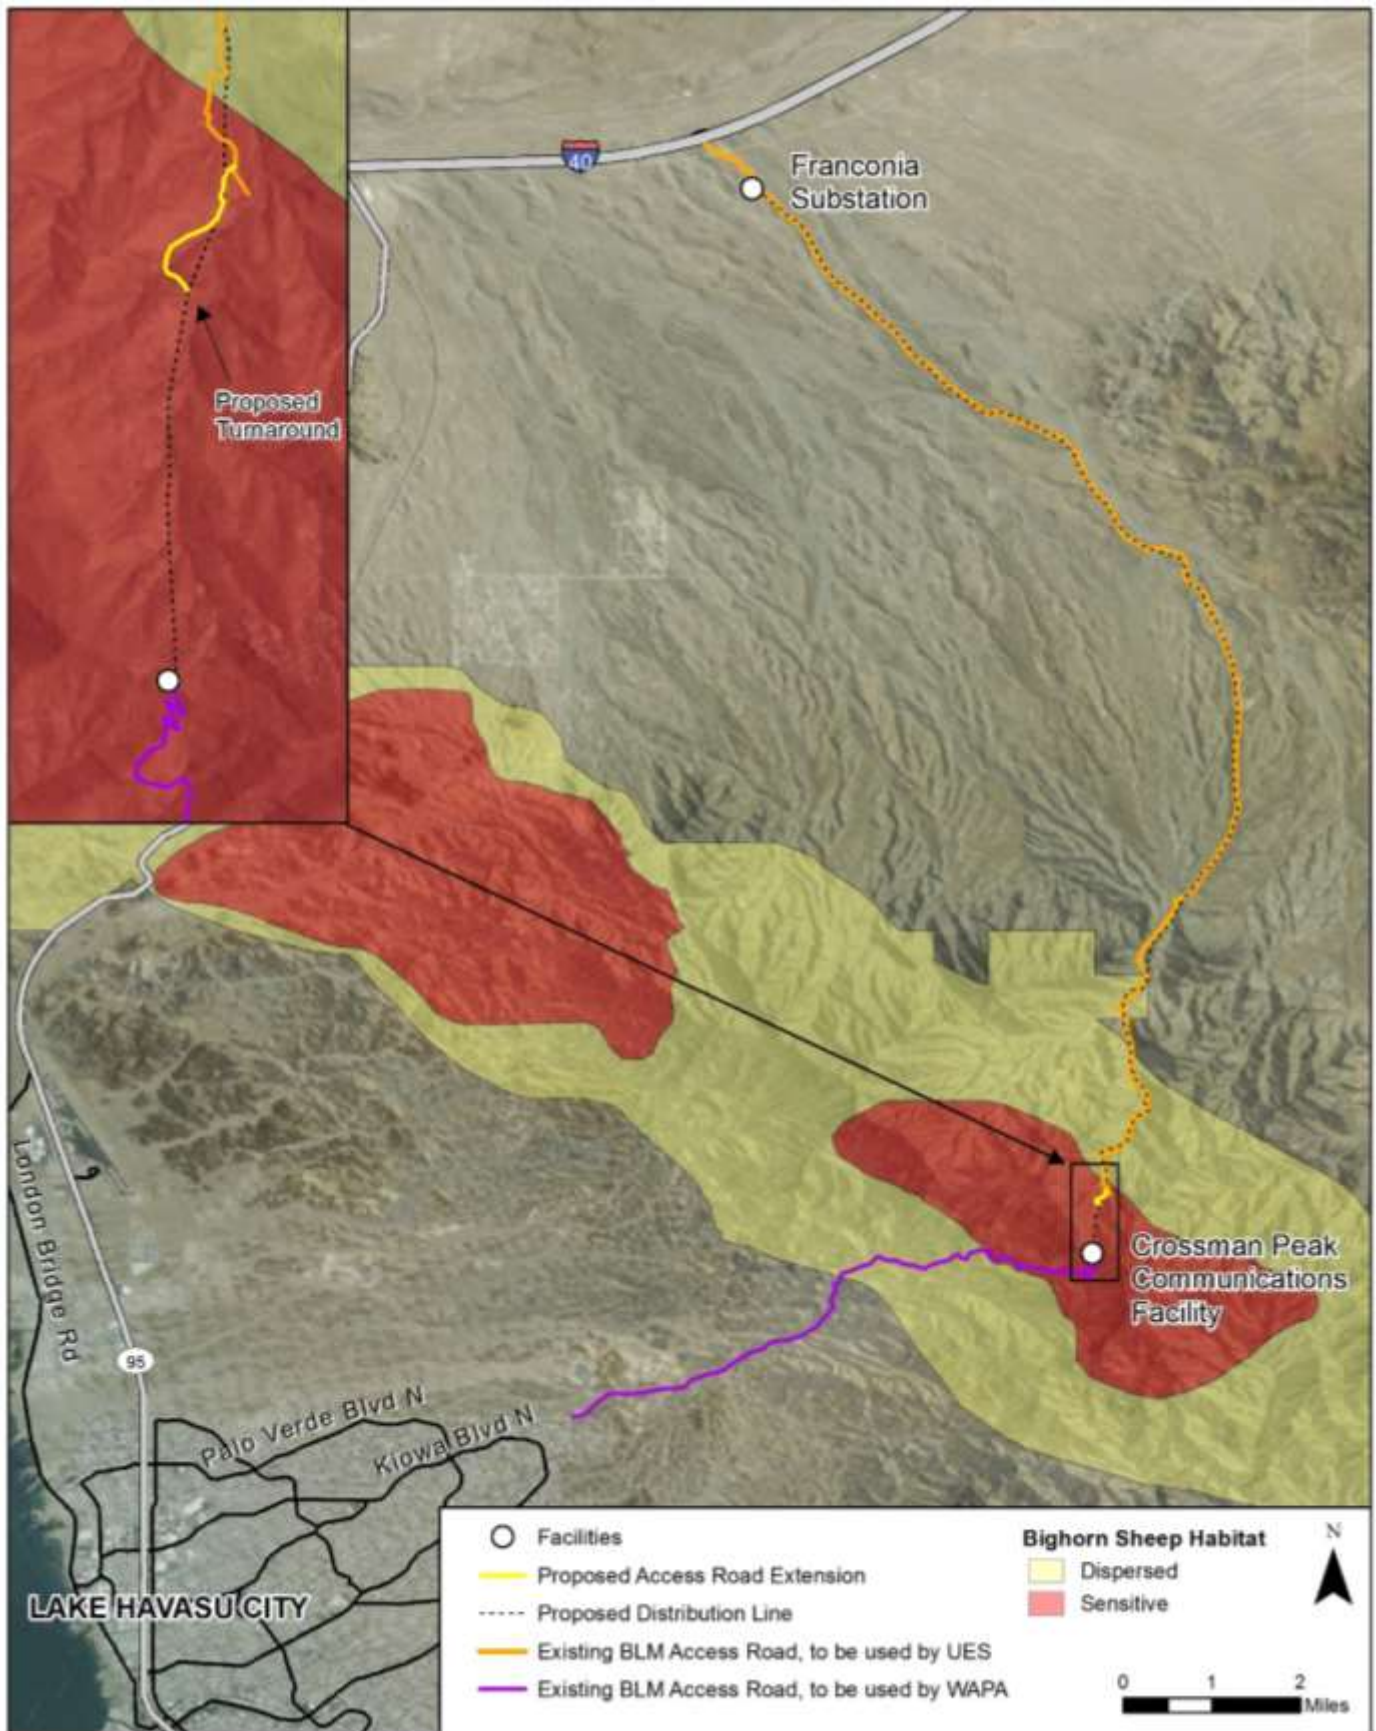 40
Franconia
Substation
Proposed
Turnaround
London Bridge Rd
95
Crossman Peak
Communications
Facility
Palo Verde Blvd N
Kiowa Blvd N
LAKE HAVASU CITY
Facilities
Proposed Access Road Extension
Proposed Distribution Line
Existing BLM Access Road, to be used by UES
Existing BLM Access Road, to be used by WAPA
Bighorn Sheep Habitat
Dispersed
Sensitive
N
0 1 2
Miles